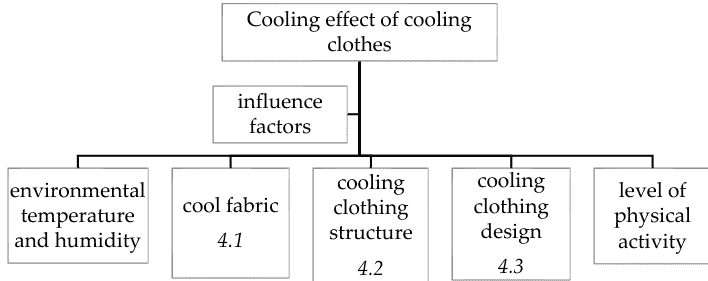 Cooling effect of cooling
clothes
influence
factors
environmental
temperature
and humidity
cool fabric
4.1
cooling
clothing
structure
4.2
cooling
clothing
design
4.3
level of
physical
activity